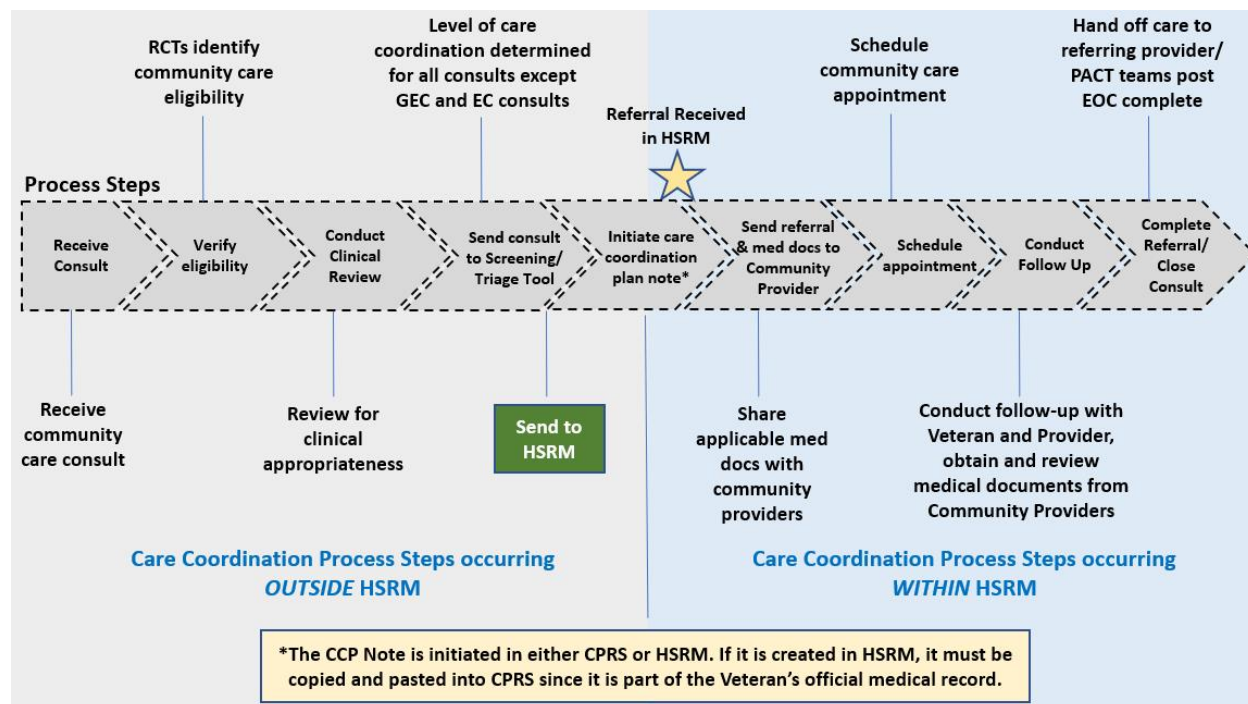 RCTs identify
community care
eligibility
Level of care
coordination determined
for all consults except
GEC and EC consults
Referral Received
in HSRM
Schedule
community care
appointment
Hand off care to
referring provider/
PACT teams post
EOC complete
Process Steps
Receive
Consult
Verify
eligibility
Conduct
Clinical
Review
Send consult
to Screening/
Triage Tool
Initiate care
coordination
plan note*
Send referral
& med docs to
Community
Provider
Schedule
appointment
Conduct
Follow Up
Complete
Referral/
Close
Consult
Receive
community
care consult
Review for
clinical
appropriateness
Send to
HSRM
Share
applicable med
docs with
community
providers
Conduct follow-up with
Veteran and Provider,
obtain and review
medical documents from
Community Providers
Care Coordination Process Steps occurring
OUTSIDE HSRM
Care Coordination Process Steps occurring
WITHIN HSRM
*The CCP Note is initiated in either CPRS or HSRM. If it is created in HSRM, it must be
copied and pasted into CPRS since it is part of the Veteran’s official medical record.